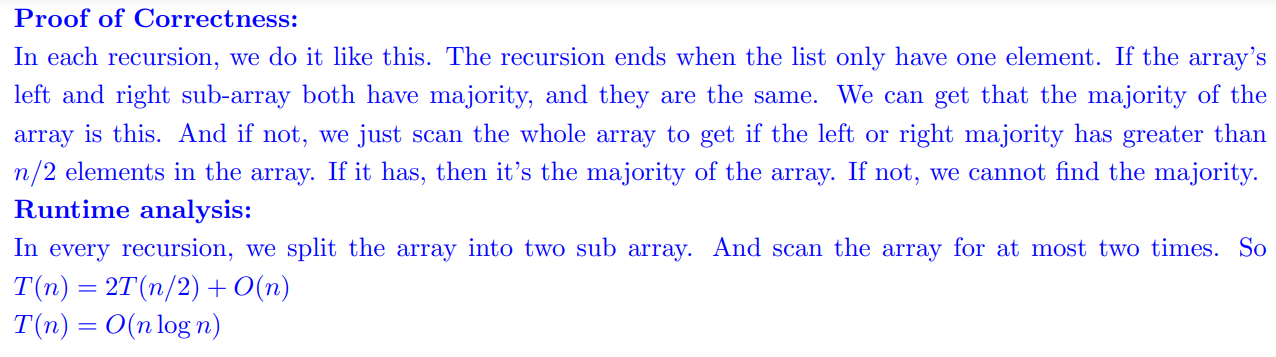 Proof of Correctness:
In each recursion, we do it like this. The recursion ends when the list only have one element. If the array's
left and right sub-array both have majority, and they are the same. We can get that the majority of the
array is this. And if not, we just scan the whole array to get if the left or right majority has greater than
n/2 elements in the array. If it has, then it's the majority of the array. If not, we cannot find the majority.
Runtime analysis:
In every recursion, we split the array into two sub array. And scan the array for at most two times. So
T(n) = 2T(n/2) + O(n)
T(n) = O(n log n)